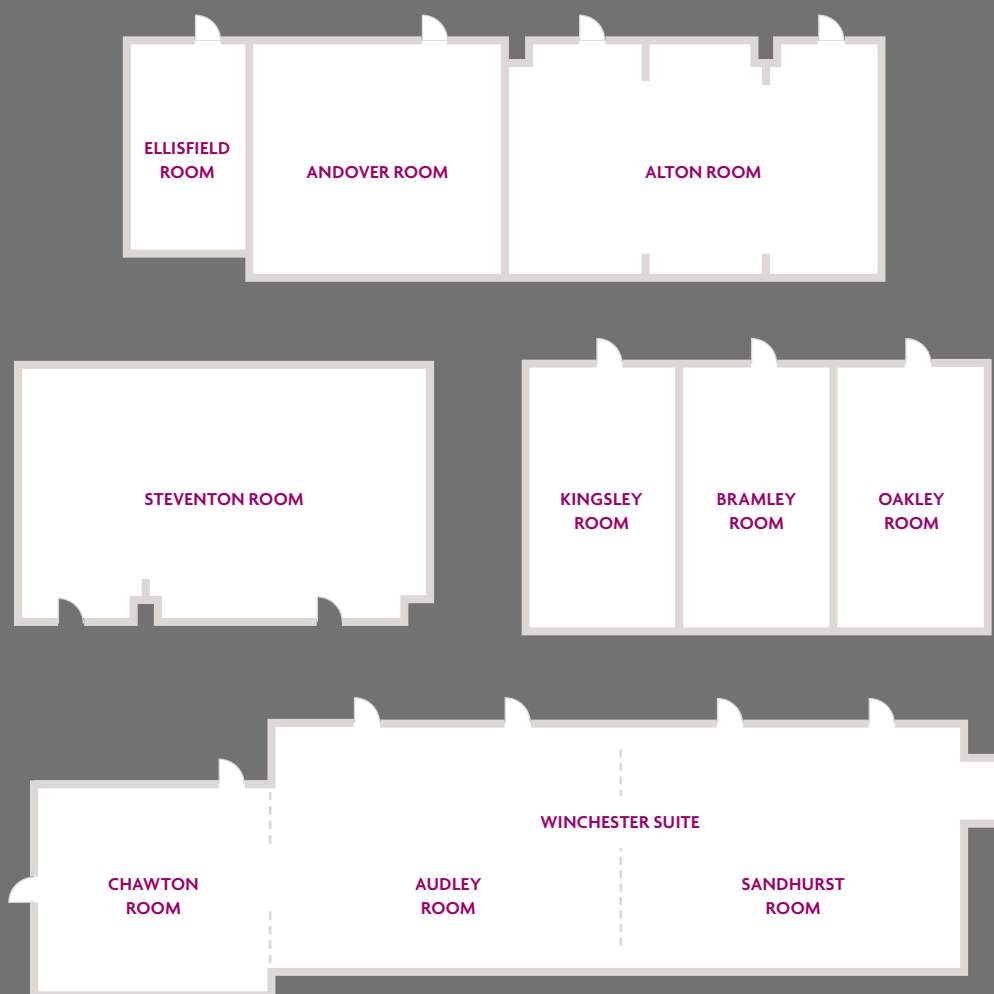 ELLISFIELD
ROOM
ANDOVER ROOM
ALTON ROOM
STEVENTON ROOM
KINGSLEY
ROOM
BRAMLEY
ROOM
OAKLEY
ROOM
WINCHESTER SUITE
CHAWTON
ROOM
AUDLEY
ROOM
SANDHURST
ROOM